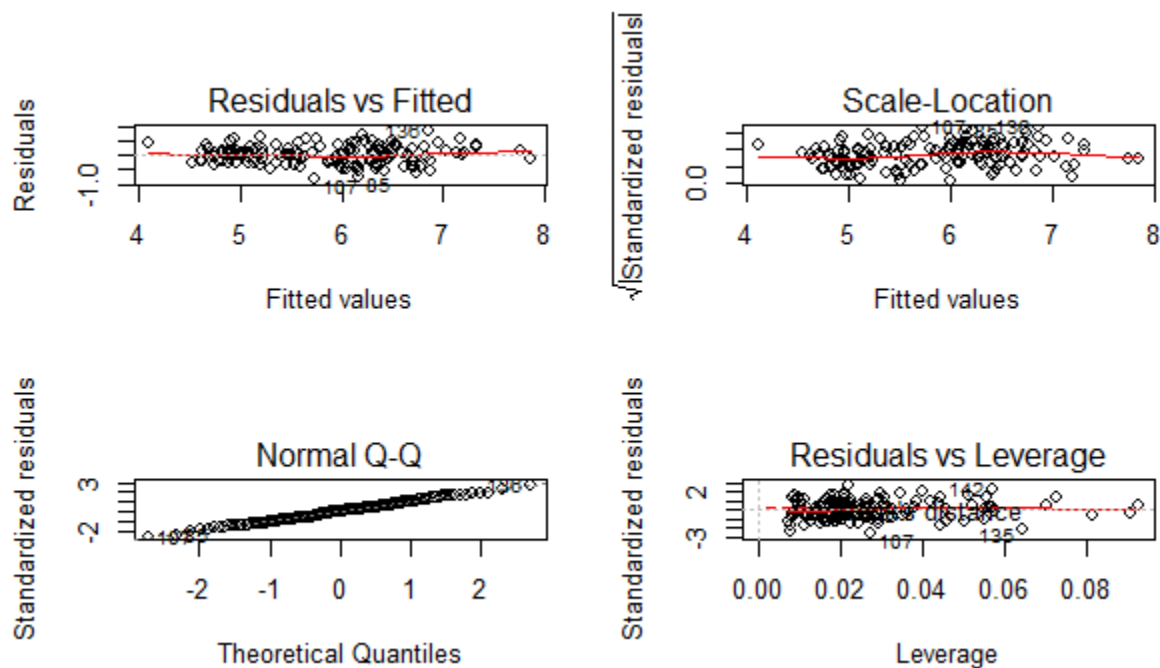 Residuals vs Fitted
Residuals
-1.0
136
107
85
4 5 6 7 8
Fitted values
Scale-Location
√|Standardized residuals|
0.0
107
136
4 5 6 7 8
Fitted values
Normal Q-Q
Standardized residuals
3
-2
136
-2 -1 0 1 2
Theoretical Quantiles
Residuals vs Leverage
Standardized residuals
2
-3
142
distance
107
135
0.00 0.02 0.04 0.06 0.08
Leverage